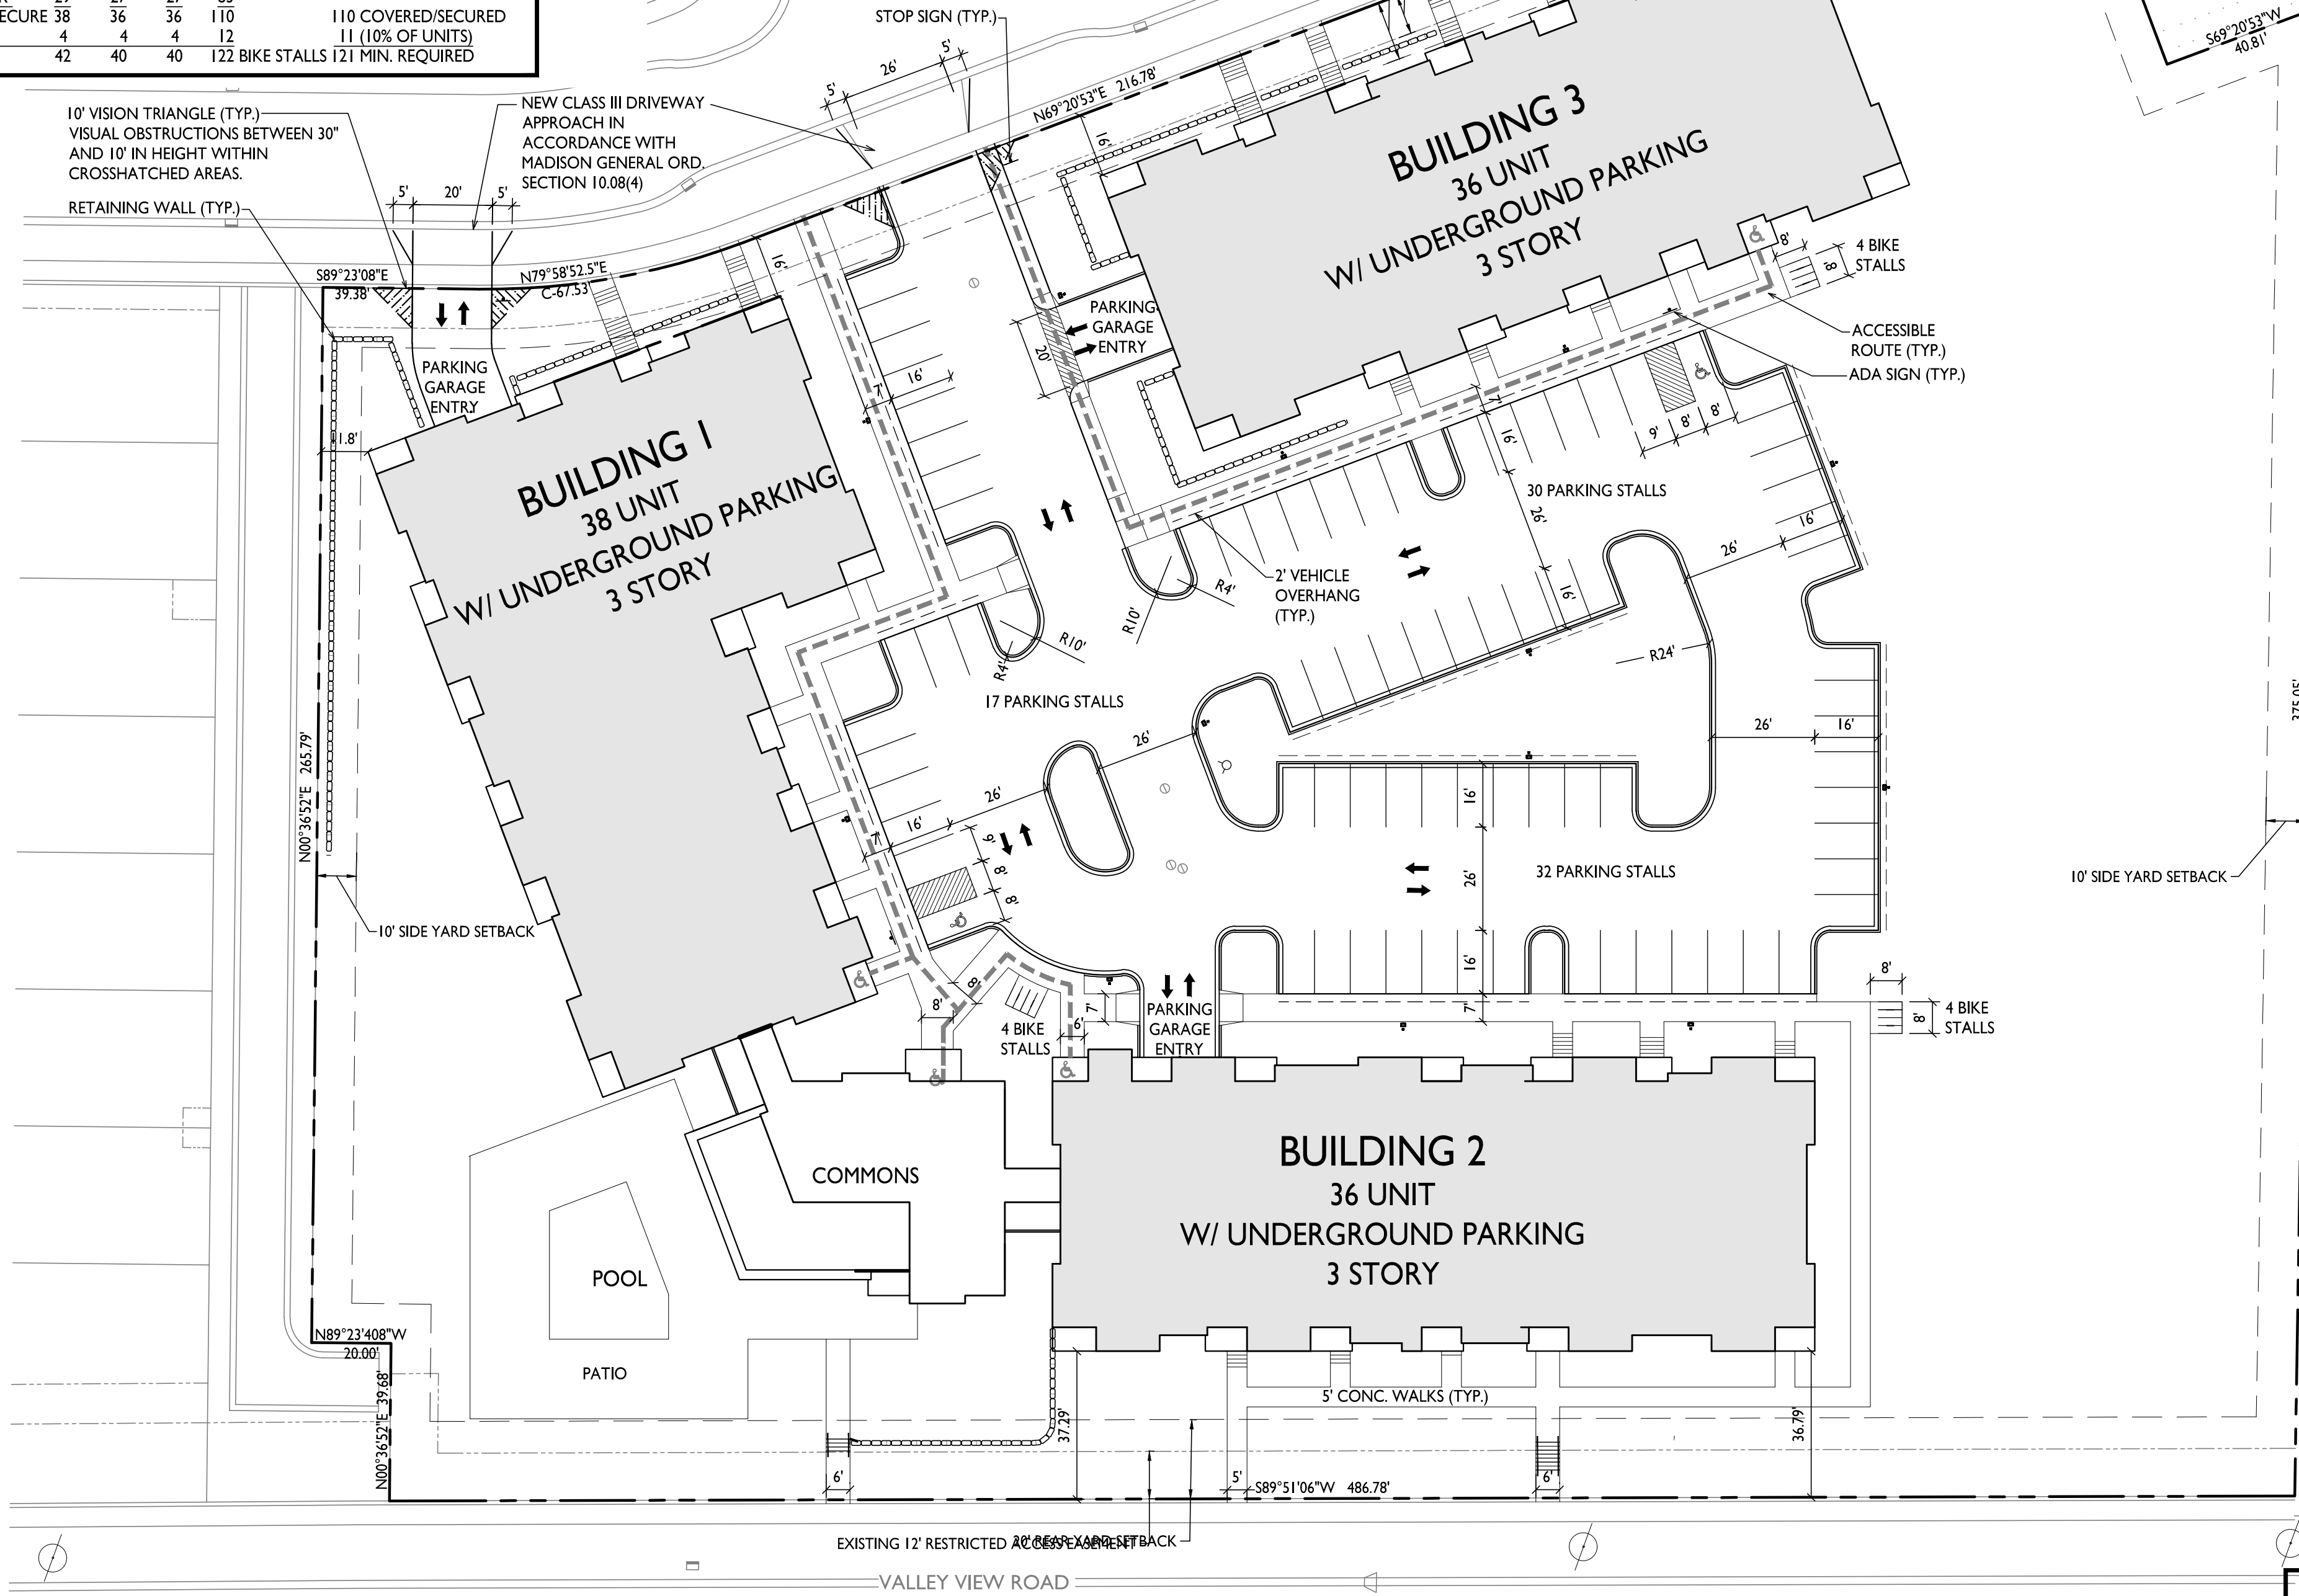 ECURE 38 36 36 110 110 COVERED/SECURED
4 4 4 12 11 (10% OF UNITS)
42 40 40 122 BIKE STALLS 121 MIN. REQUIRED
STOP SIGN (TYP.)
S69°20'53"W
40.81'
10' VISION TRIANGLE (TYP.)
VISUAL OBSTRUCTIONS BETWEEN 30"
AND 10' IN HEIGHT WITHIN
CROSSHATCHED AREAS.
RETAINING WALL (TYP.)
NEW CLASS III DRIVEWAY
APPROACH IN
ACCORDANCE WITH
MADISON GENERAL ORD.
SECTION 10.08(4)
5' 26' 5'
5' 20' 5'
N69°20'53"E 216.78'
16'
S89°23'08"E
39.38'
N79°58'52.5"E
C-67.53'
16'
BUILDING 3
36 UNIT
W/ UNDERGROUND PARKING
3 STORY
8'
8'
4 BIKE
STALLS
ACCESSIBLE
ROUTE (TYP.)
ADA SIGN (TYP.)
PARKING
GARAGE
ENTRY
PARKING
GARAGE
ENTRY
20'
7' 16'
11.8'
BUILDING 1
38 UNIT
W/ UNDERGROUND PARKING
3 STORY
7'
16'
26'
16'
9' 8' 8'
30 PARKING STALLS
26' 16'
2' VEHICLE
OVERHANG
(TYP.)
R4'
R10'
R10'
R4'
R24'
17 PARKING STALLS
26'
26'
26' 16'
7' 16'
9'
8'
8'
16'
26'
16'
7'
32 PARKING STALLS
N00°36'52"E 265.79'
10' SIDE YARD SETBACK
10' SIDE YARD SETBACK
375.05'
8'
8'
4 BIKE
STALLS
6'
7'
PARKING
GARAGE
ENTRY
8'
8'
4 BIKE
STALLS
COMMONS
POOL
PATIO
BUILDING 2
36 UNIT
W/ UNDERGROUND PARKING
3 STORY
N89°23'408"W
20.00'
N00°36'52"E 39.68'
5' CONC. WALKS (TYP.)
37.29'
36.79'
6'
5'
6'
S89°51'06"W 486.78'
EXISTING 12' RESTRICTED ACCESS EASEMENT
20' REAR YARD SETBACK
VALLEY VIEW ROAD